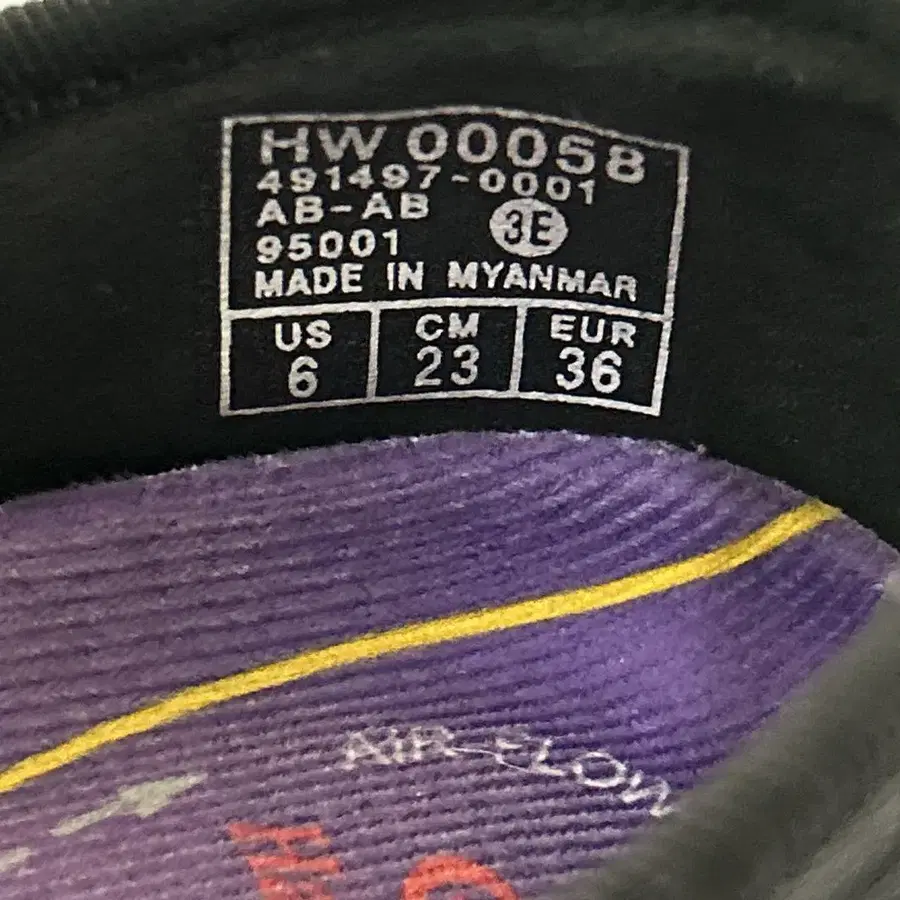 HW 00058
491497-0001
AB-AB 3E
95001
MADE IN MYANMAR
US CM EUR
6 23 36
AIR-FLOW